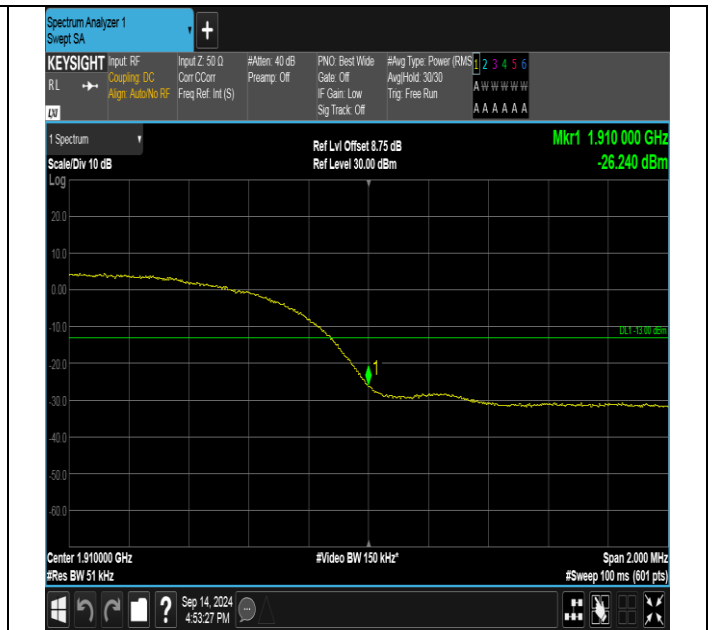 Spectrum Analyzer 1
Swept SA
+
KEYSIGHT
RL
LXI
Input: RF
Coupling: DC
Align: Auto/No RF
Input Z: 50 Ω
Corr CCorr
Freq Ref: Int (S)
#Atten: 40 dB
Preamp: Off
PNO: Best Wide
Gate: Off
IF Gain: Low
Sig Track: Off
#Avg Type: Power (RMS
Avg|Hold: 30/30
Trig: Free Run
1 2 3 4 5 6
A W W W W W
A A A A A A
1 Spectrum
Scale/Div 10 dB
Log
Ref Lvl Offset 8.75 dB
Ref Level 30.00 dBm
Mkr1 1.910 000 GHz
-26.240 dBm
20.0
10.0
0.00
-10.0
-20.0
-30.0
-40.0
-50.0
-60.0
DL1 -13.00 dBm
1
Center 1.910000 GHz
#Res BW 51 kHz
#Video BW 150 kHz*
Span 2.000 MHz
#Sweep 100 ms (601 pts)
?
Sep 14, 2024
4:53:27 PM